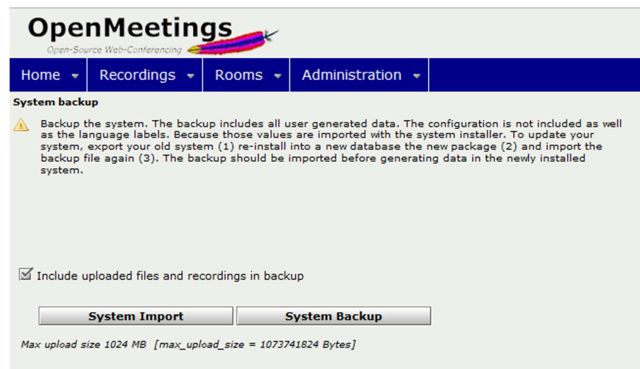 OpenMeetings
Open-Source Web-Conferencing
Home Recordings Rooms Administration
System backup
Backup the system. The backup includes all user generated data. The configuration is not included as well
as the language labels. Because those values are imported with the system installer. To update your
system, export your old system (1) re-install into a new database the new package (2) and import the
backup file again (3). The backup should be imported before generating data in the newly installed
system.
Include uploaded files and recordings in backup
System Import System Backup
Max upload size 1024 MB [max_upload_size = 1073741824 Bytes]